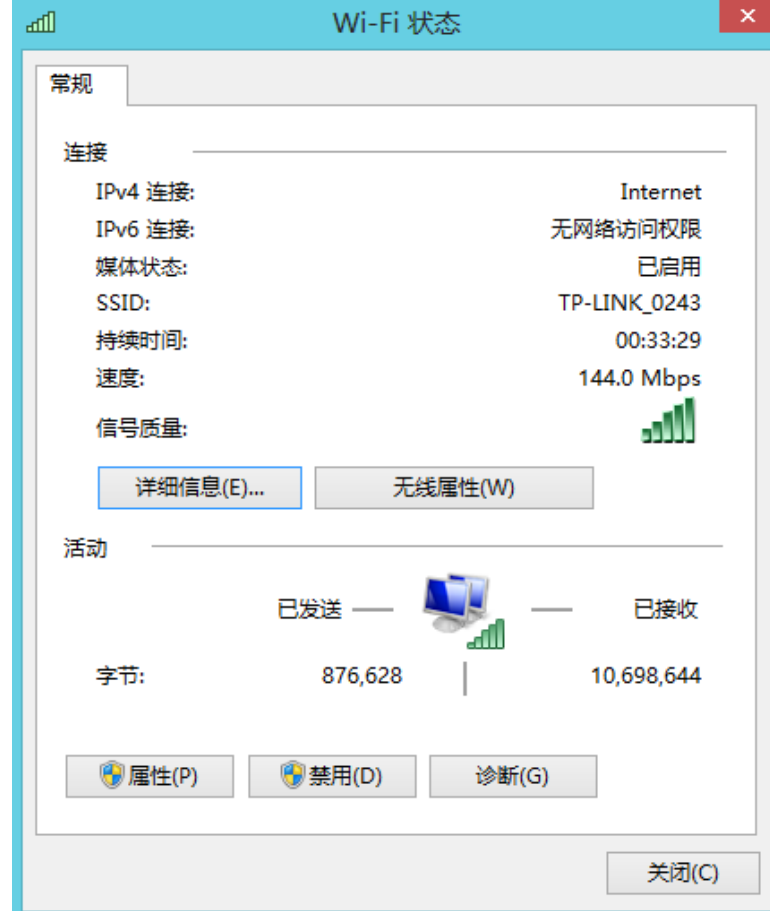 Wi-Fi 状态
常规
连接
IPv4 连接: Internet
IPv6 连接: 无网络访问权限
媒体状态: 已启用
SSID: TP-LINK_0243
持续时间: 00:33:29
速度: 144.0 Mbps
信号质量:
详细信息(E)... 无线属性(W)
活动
已发送 — — 已接收
字节: 876,628 | 10,698,644
属性(P) 禁用(D) 诊断(G)
关闭(C)